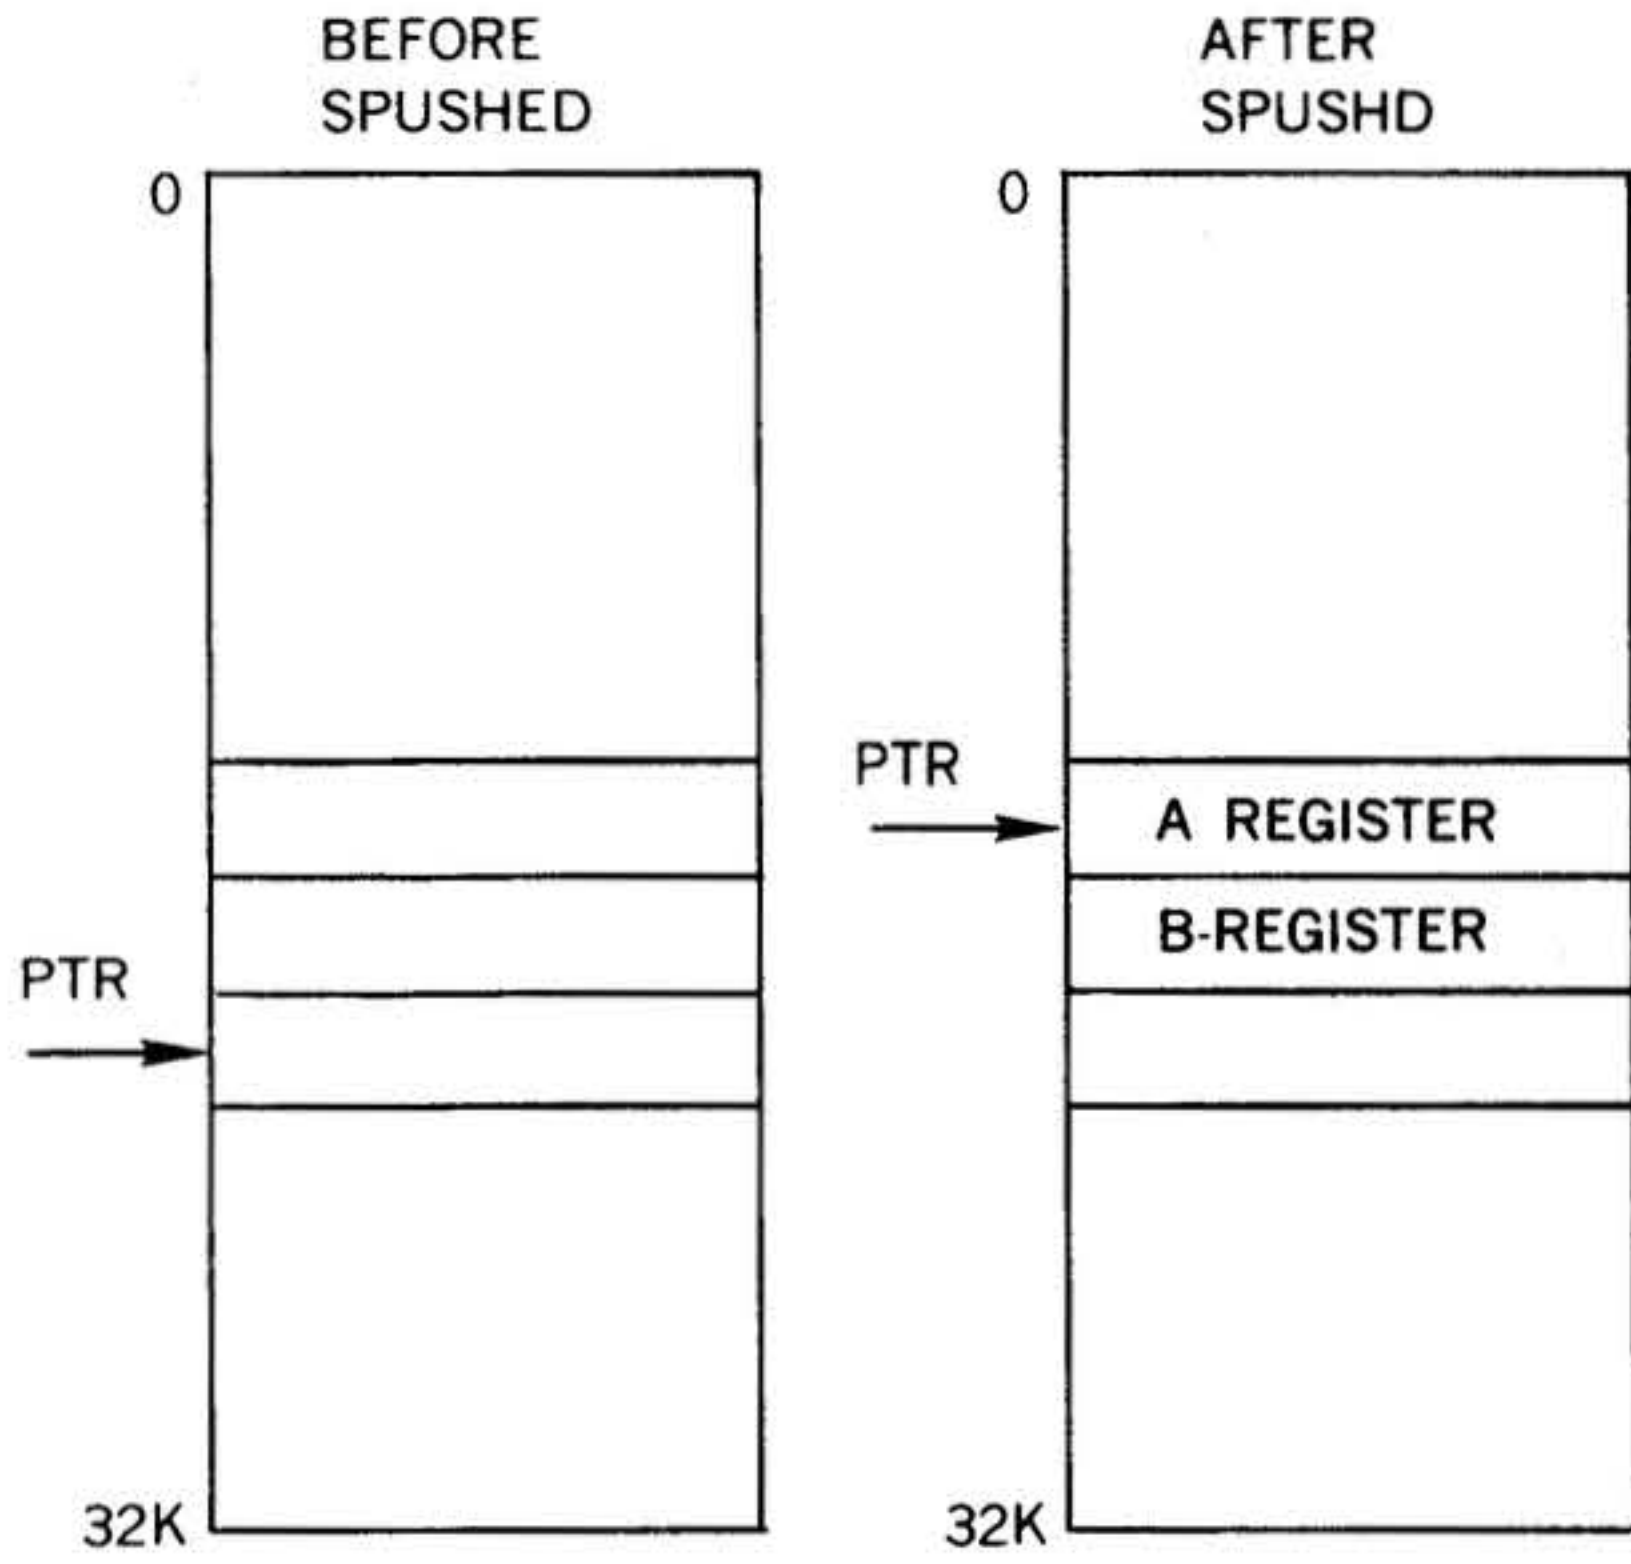 BEFORE
SPUSHED
0
PTR
32K
AFTER
SPUSHD
0
PTR
A REGISTER
B-REGISTER
32K